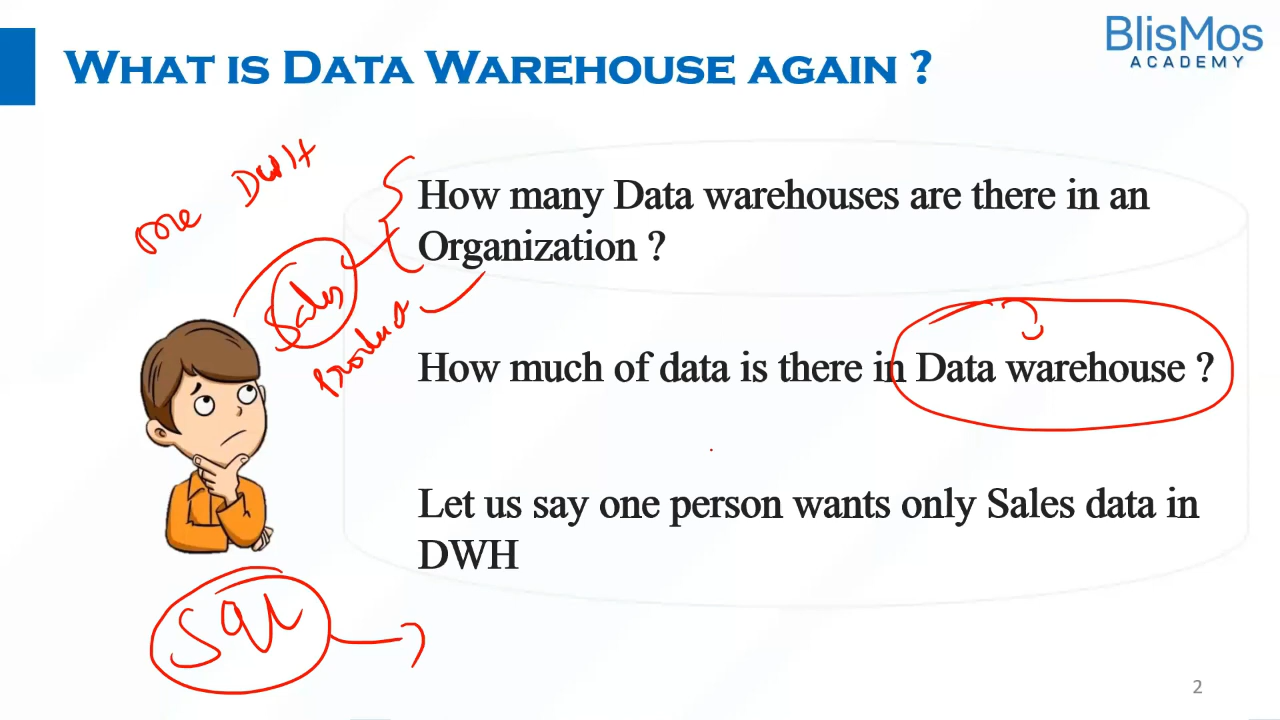 WHAT IS DATA WAREHOUSE AGAIN ?
BlisMos
ACADEMY
one DWH
How many Data warehouses are there in an
Organization ?
Sales
Product
How much of data is there in Data warehouse ?
Let us say one person wants only Sales data in
DWH
SQL
2